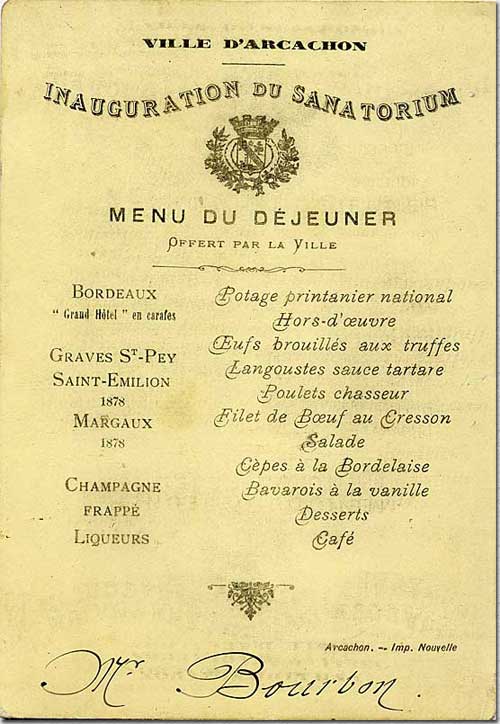 VILLE D'ARCACHON
INAUGURATION DU SANATORIUM
MENU DU DÉJEUNER
OFFERT PAR LA VILLE
BORDEAUX
"Grand Hôtel" en carafes
GRAVES ST-PEY
SAINT-EMILION
1878
MARGAUX
1878
CHAMPAGNE
FRAPPÉ
LIQUEURS
Potage printanier national
Hors-d'œuvre
Œufs brouillés aux truffes
Langoustes sauce tartare
Poulets chasseur
Filet de Bœuf au Cresson
Salade
Cèpes à la Bordelaise
Bavarois à la vanille
Desserts
Café
Arcachon. -- Imp. Nouvelle
Mr Bourbon.